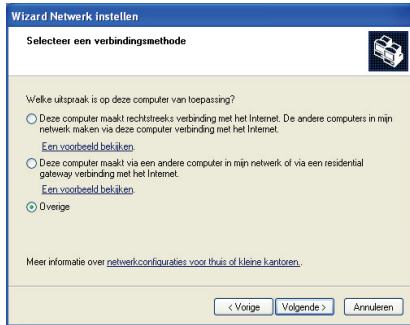 Wizard Netwerk instellen
Selecteer een verbindingsmethode
Welke uitspraak is op deze computer van toepassing?
Deze computer maakt rechtstreeks verbinding met het Internet. De andere computers in mijn
netwerk maken via deze computer verbinding met het Internet.
Een voorbeeld bekijken.
Deze computer maakt via een andere computer in mijn netwerk of via een residential
gateway verbinding met het Internet.
Een voorbeeld bekijken.
Overige
Meer informatie over netwerkconfiguraties voor thuis of kleine kantoren..
< Vorige Volgende > Annuleren